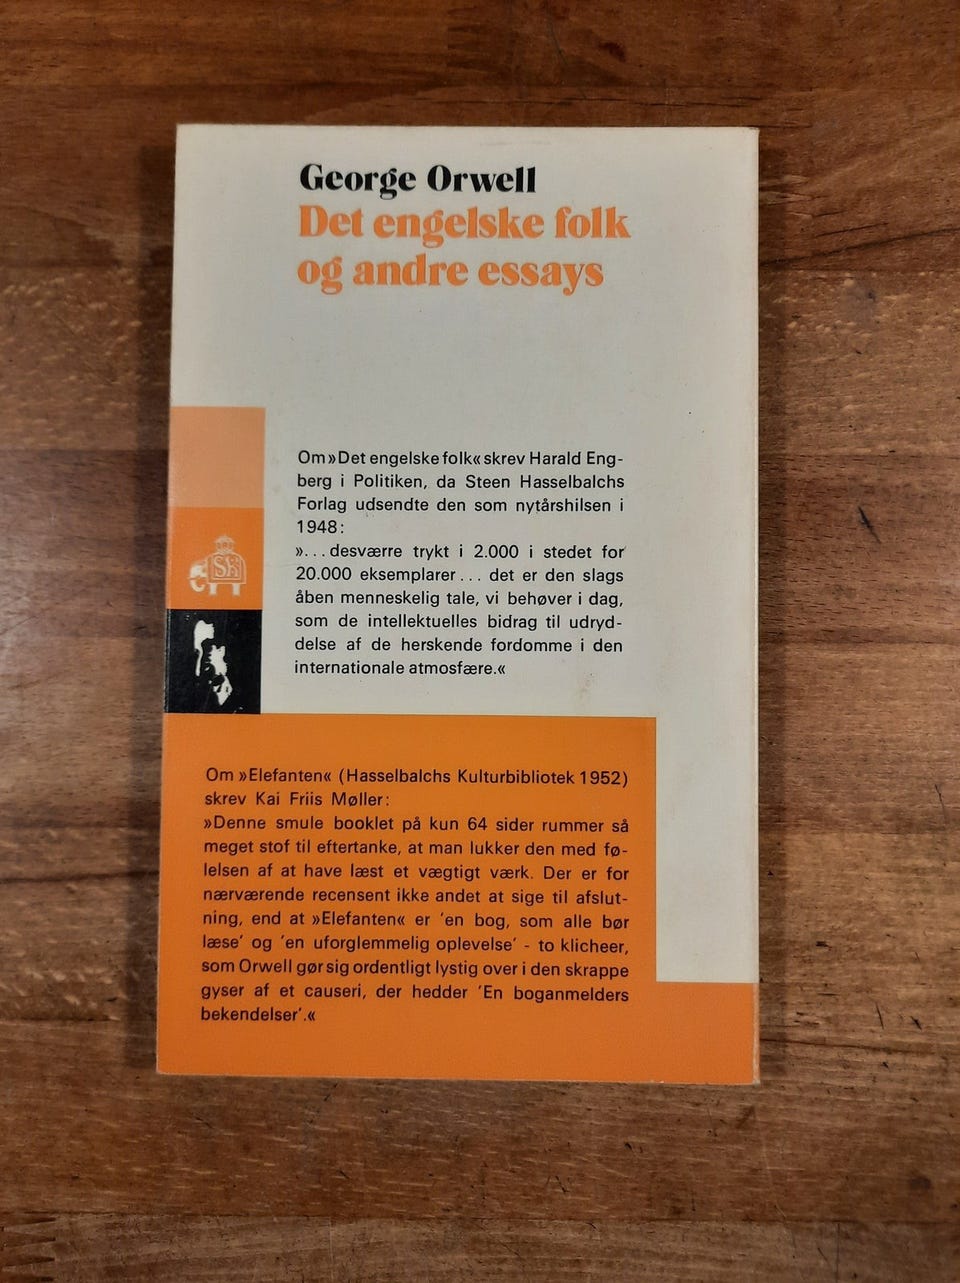 George Orwell
Det engelske folk
og andre essays
Om »Det engelske folk« skrev Harald Eng-
berg i Politiken, da Steen Hasselbalchs
Forlag udsendte den som nytårshilsen i
1948:
»... desværre trykt i 2.000 i stedet for
20.000 eksemplarer... det er den slags
åben menneskelig tale, vi behøver i dag,
som de intellektuelles bidrag til udryd-
delse af de herskende fordomme i den
internationale atmosfære.«
SH
Om »Elefanten« (Hasselbalchs Kulturbibliotek 1952)
skrev Kai Friis Møller:
»Denne smule booklet på kun 64 sider rummer så
meget stof til eftertanke, at man lukker den med fø-
lelsen af at have læst et vægtigt værk. Der er for
nærværende recensent ikke andet at sige til afslut-
ning, end at »Elefanten« er 'en bog, som alle bør
læse' og 'en uforglemmelig oplevelse' - to klicheer,
som Orwell gør sig ordentligt lystig over i den skrappe
gyser af et causeri, der hedder 'En boganmelders
bekendelser'.«